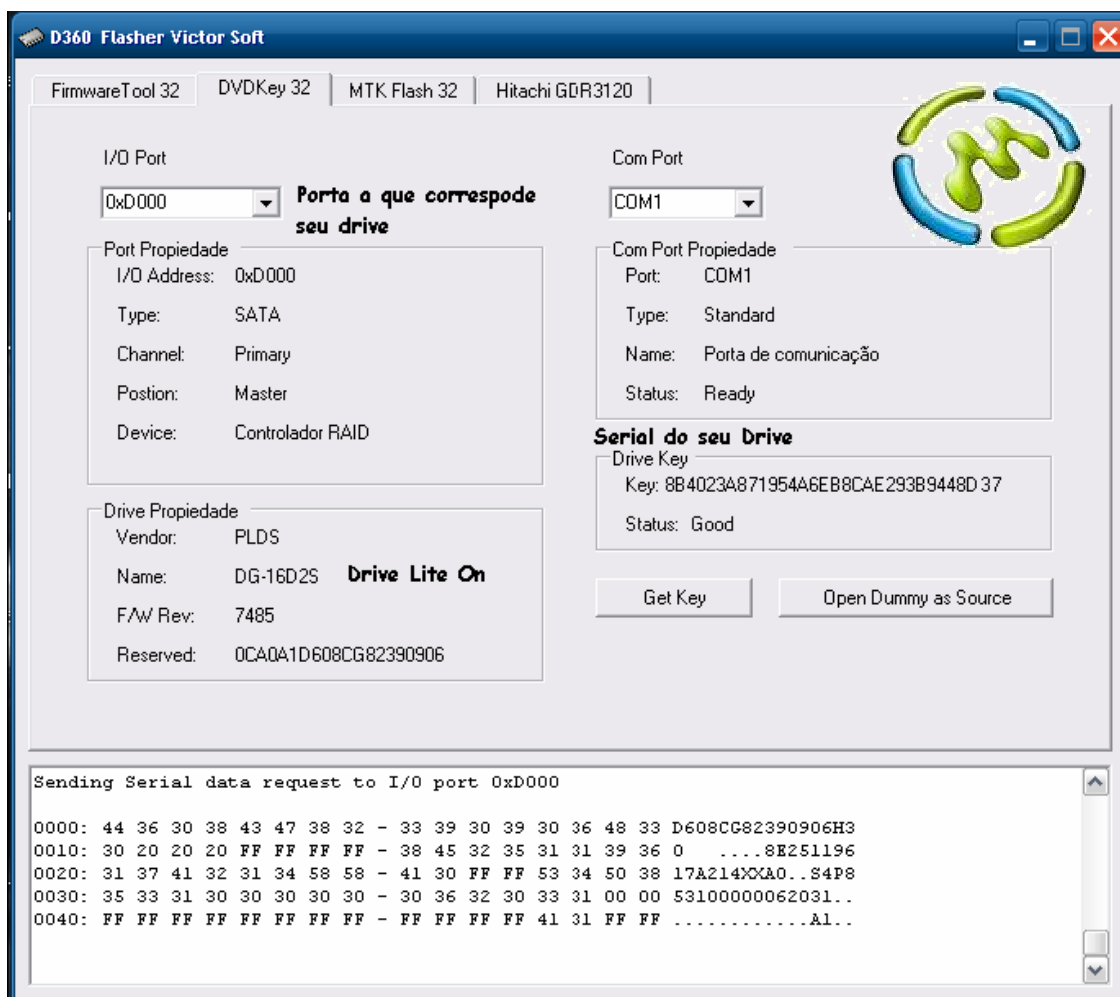 D360 Flasher Victor Soft
FirmwareTool 32
DVDKey 32
MTK Flash 32
Hitachi GDR3120
I/O Port
0xD000
Porta a que correspode
seu drive
Port Propiedade
I/O Address: 0xD000
Type: SATA
Channel: Primary
Postion: Master
Device: Controlador RAID
Drive Propiedade
Vendor: PLDS
Name: DG-16D2S Drive Lite On
F/W Rev: 7485
Reserved: 0CA0A1D608CG82390906
Com Port
COM1
Com Port Propiedade
Port: COM1
Type: Standard
Name: Porta de comunicação
Status: Ready
Serial do seu Drive
Drive Key
Key: 8B4023A871954A6EB8CAE293B9448D37
Status: Good
Get Key
Open Dummy as Source
Sending Serial data request to I/O port 0xD000
0000: 44 36 30 38 43 47 38 32 - 33 39 30 39 30 36 48 33 D608CG82390906H3
0010: 30 20 20 20 FF FF FF FF - 38 45 32 35 31 31 39 36 0   ....8E251196
0020: 31 37 41 32 31 34 58 58 - 41 30 FF FF 53 34 50 38 17A214XXA0..S4P8
0030: 35 33 31 30 30 30 30 30 - 30 36 32 30 33 31 00 00 53100000062031..
0040: FF FF FF FF FF FF FF FF - FF FF FF FF 41 31 FF FF ............A1..